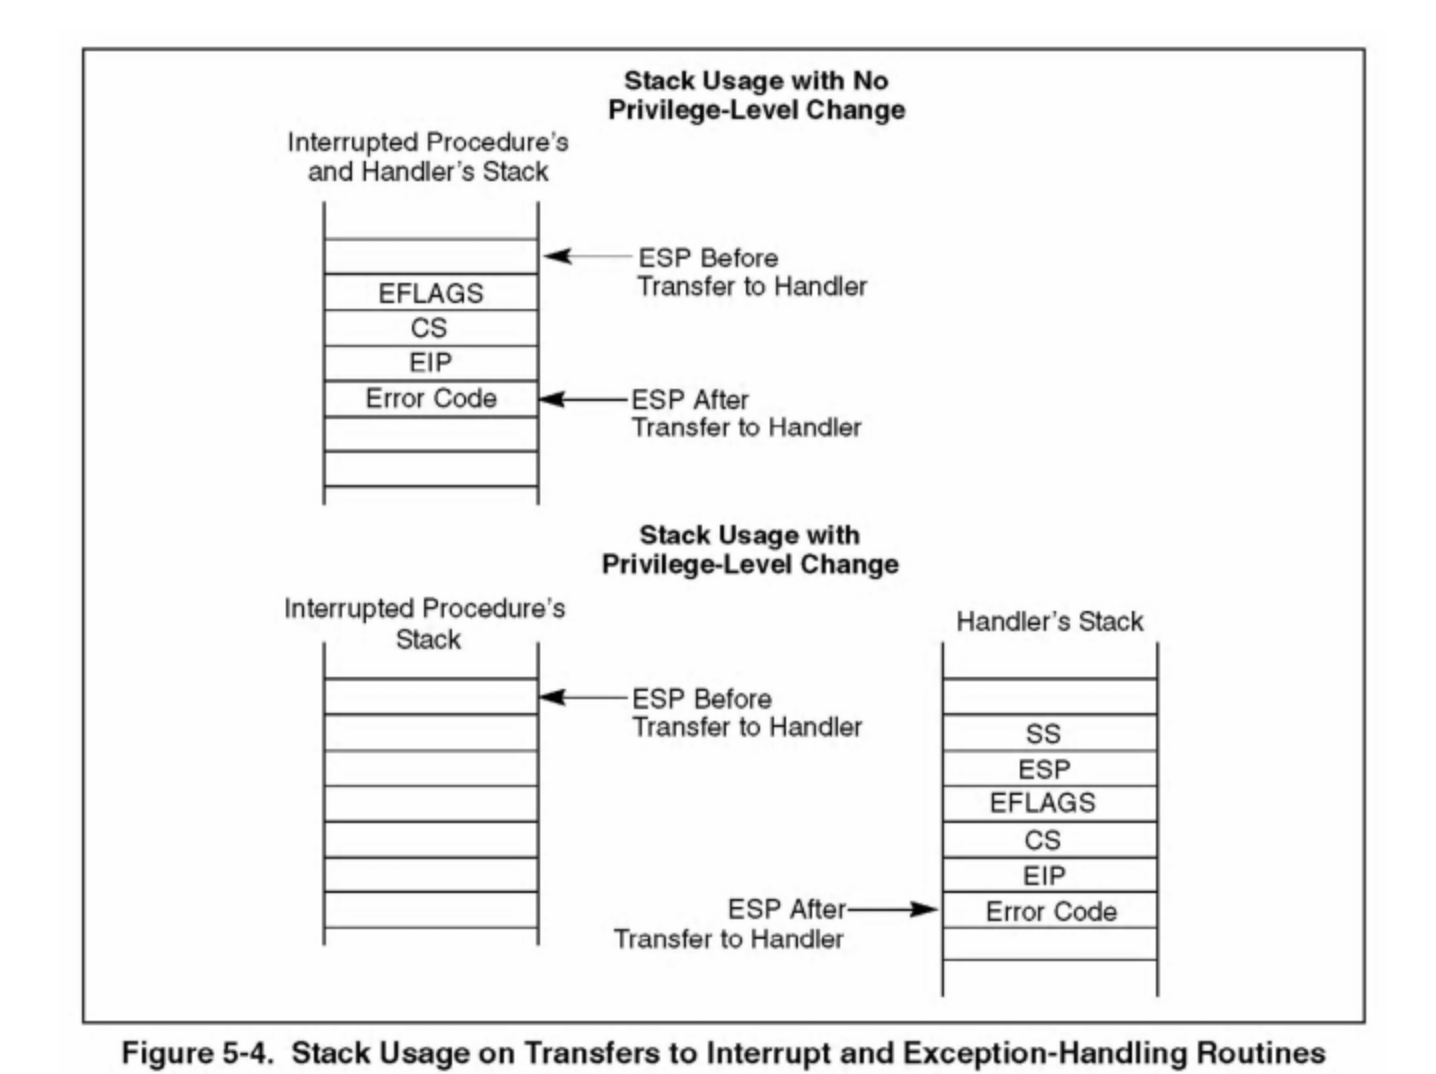 Stack Usage with No
Privilege-Level Change
Interrupted Procedure's
and Handler's Stack
ESP Before
Transfer to Handler
EFLAGS
CS
EIP
Error Code
ESP After
Transfer to Handler
Stack Usage with
Privilege-Level Change
Interrupted Procedure's
Stack
Handler's Stack
ESP Before
Transfer to Handler
SS
ESP
EFLAGS
CS
EIP
Error Code
ESP After
Transfer to Handler
Figure 5-4. Stack Usage on Transfers to Interrupt and Exception-Handling Routines